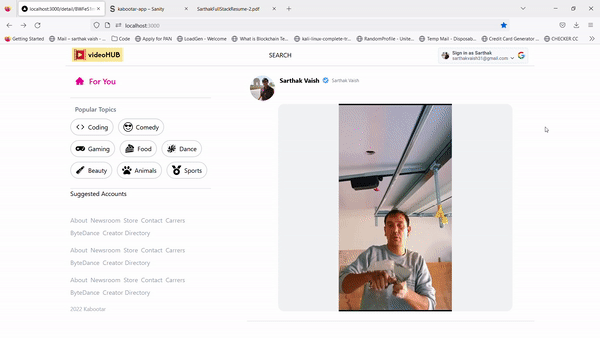 localhost:3000/detail/
kabootar-app – Sanity
SarthakFullStackResume-2.pdf
localhost:3000
Getting Started
Mail – sarthak vaish -
Code
Apply for PAN
LoadGen - Welcome
What is Blockchain Te
kali-linux-complete-tr
RandomProfile - Unite
Temp Mail - Disposab
Credit Card Generator
CHECKER CC
videoHUB
SEARCH
Sign in as Sarthak
sarthakvaish31@gmail.com
For You
Sarthak Vaish Sarthak Vaish
Popular Topics
Coding Comedy
Gaming Food Dance
Beauty Animals Sports
Suggested Accounts
About Newsroom Store Contact Carrers
ByteDance Creator Directory
About Newsroom Store Contact Carrers
ByteDance Creator Directory
About Newsroom Store Contact Carrers
ByteDance Creator Directory
2022 Kabootar